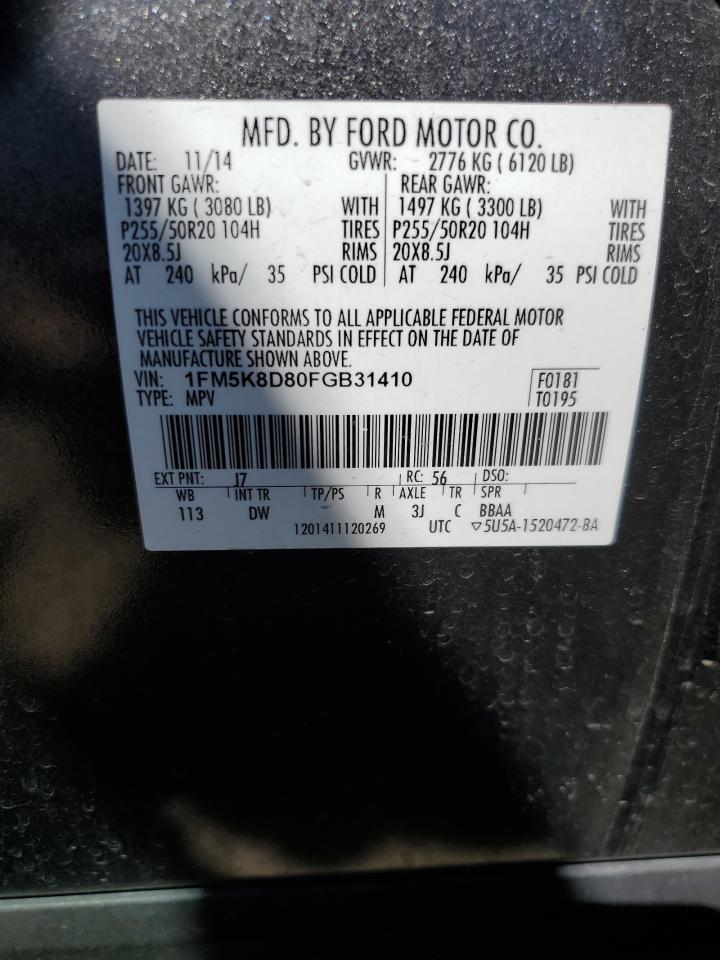 MFD. BY FORD MOTOR CO.
DATE: 11/14 GVWR: 2776 KG ( 6120 LB)
FRONT GAWR: REAR GAWR:
1397 KG ( 3080 LB) WITH 1497 KG ( 3300 LB) WITH
P255/50R20 104H TIRES P255/50R20 104H TIRES
20X8.5J RIMS 20X8.5J RIMS
AT 240 kPa/ 35 PSI COLD AT 240 kPa/ 35 PSI COLD
THIS VEHICLE CONFORMS TO ALL APPLICABLE FEDERAL MOTOR
VEHICLE SAFETY STANDARDS IN EFFECT ON THE DATE OF
MANUFACTURE SHOWN ABOVE.
VIN: 1FM5K8D80FGB31410 F0181
TYPE: MPV T0195
EXT PNT: J7 RC: 56 DSO:
WB INT TR TP/PS R AXLE TR SPR
113 DW M 3J C BBAA
1201411120269 UTC ▽5U5A-1520472-BA